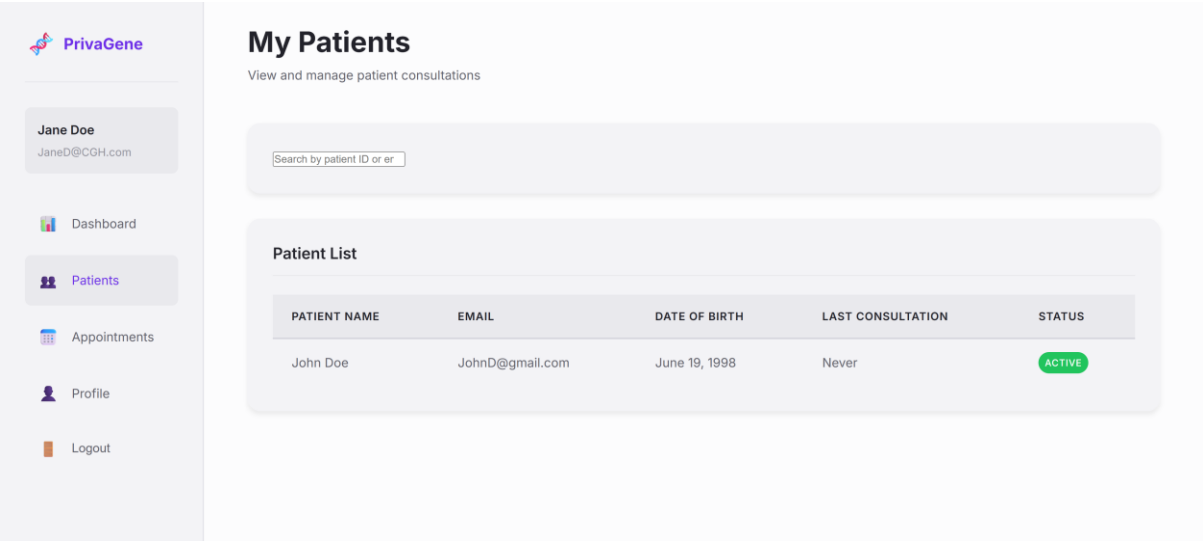 PrivaGene
Jane Doe
JaneD@CGH.com
Dashboard
Patients
Appointments
Profile
Logout
My Patients
View and manage patient consultations
Search by patient ID or er
Patient List
PATIENT NAME EMAIL DATE OF BIRTH LAST CONSULTATION STATUS
John Doe JohnD@gmail.com June 19, 1998 Never ACTIVE